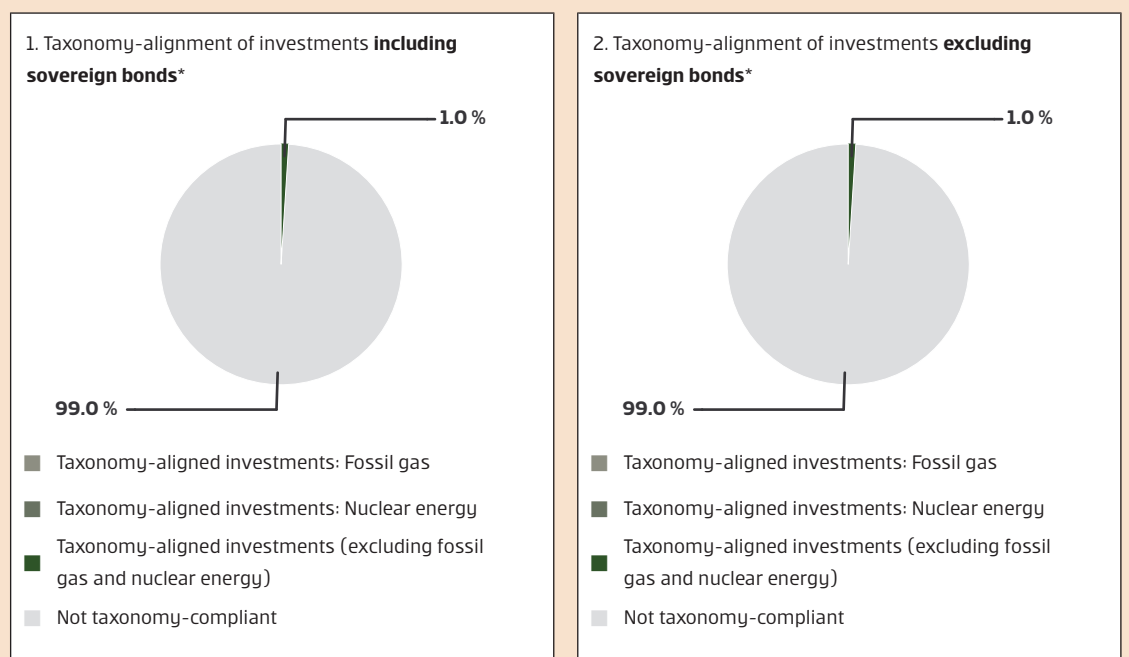 1. Taxonomy-alignment of investments including
sovereign bonds*
1.0 %
99.0 %
Taxonomy-aligned investments: Fossil gas
Taxonomy-aligned investments: Nuclear energy
Taxonomy-aligned investments (excluding fossil
gas and nuclear energy)
Not taxonomy-compliant
2. Taxonomy-alignment of investments excluding
sovereign bonds*
1.0 %
99.0 %
Taxonomy-aligned investments: Fossil gas
Taxonomy-aligned investments: Nuclear energy
Taxonomy-aligned investments (excluding fossil
gas and nuclear energy)
Not taxonomy-compliant